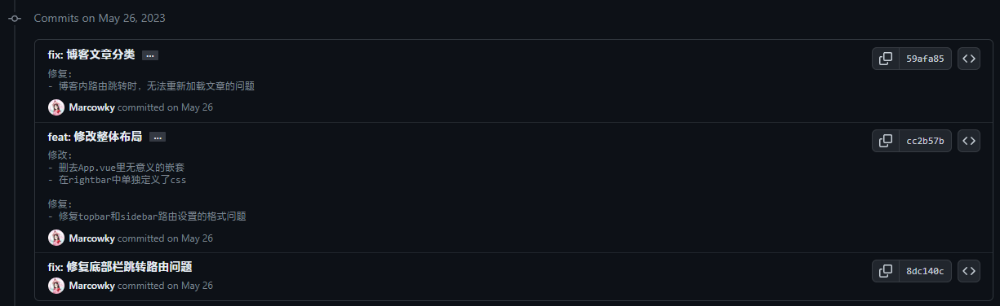 Commits on May 26, 2023
fix: 博客文章分类 …
59afa85
修复:
- 博客内路由跳转时，无法重新加载文章的问题
Marcowky committed on May 26
feat: 修改整体布局 …
cc2b57b
修改:
- 删去App.vue里无意义的嵌套
- 在rightbar中单独定义了css
修复:
- 修复topbar和sidebar路由设置的格式问题
Marcowky committed on May 26
fix: 修复底部栏跳转路由问题
8dc140c
Marcowky committed on May 26